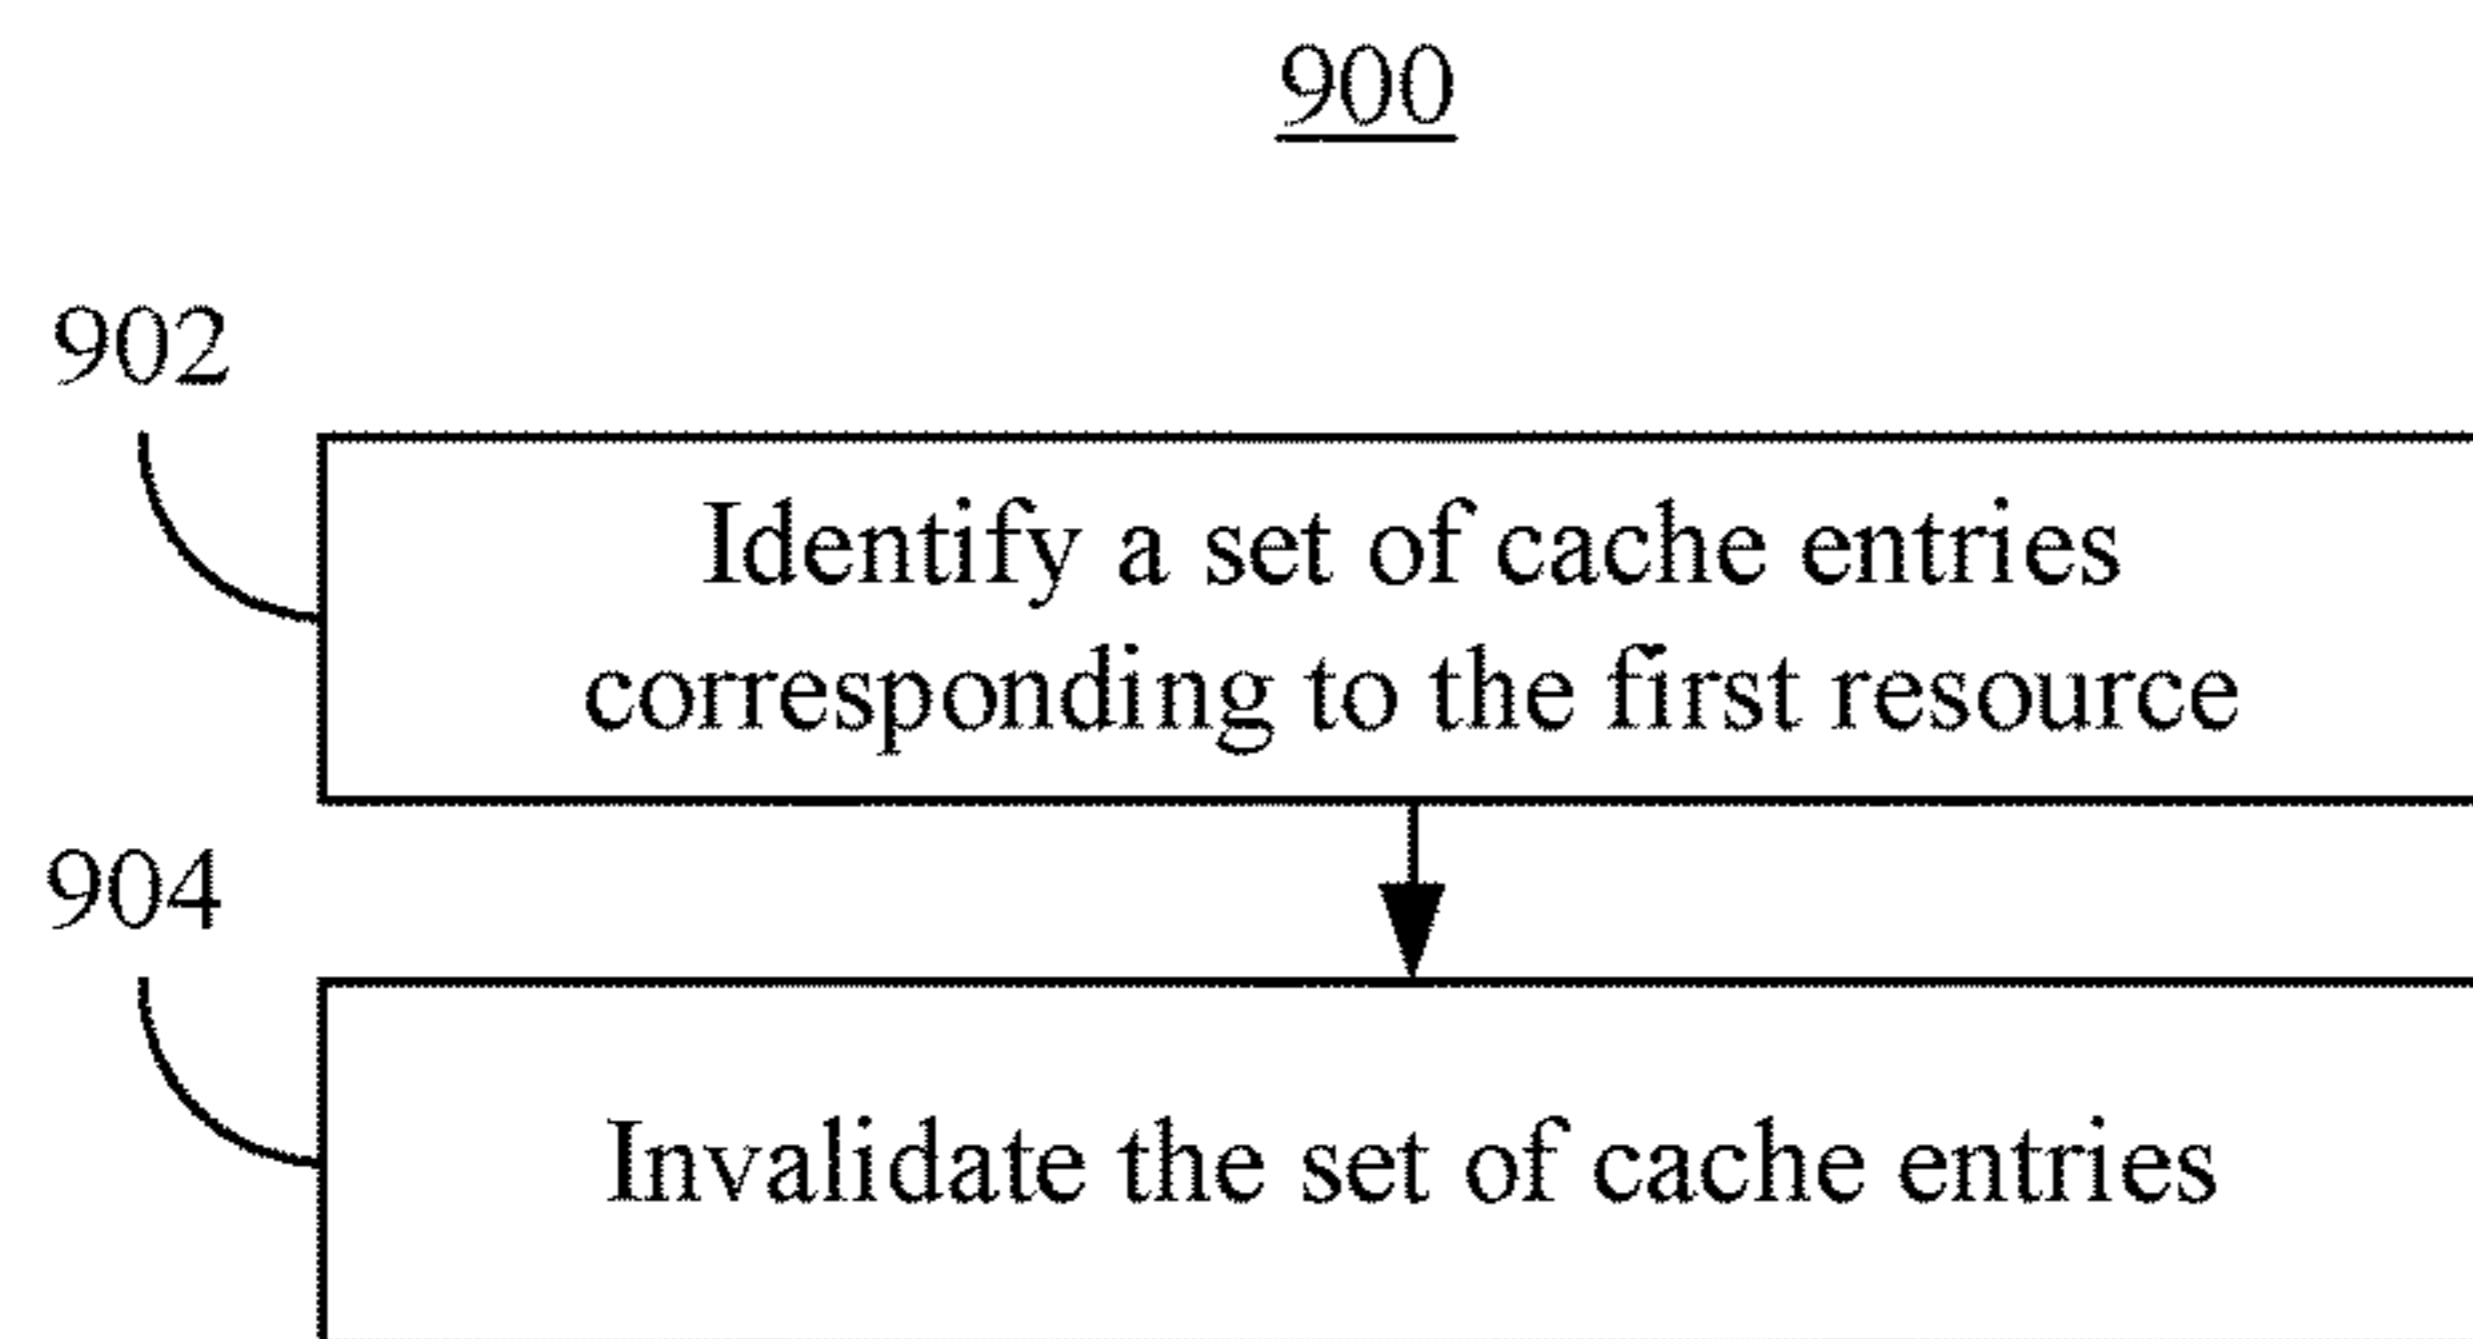 900
902
Identify a set of cache entries
corresponding to the first resource
904
Invalidate the set of cache entries